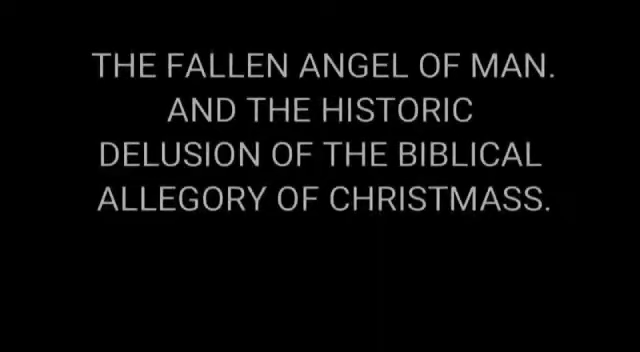 THE FALLEN ANGEL OF MAN.
AND THE HISTORIC
DELUSION OF THE BIBLICAL
ALLEGORY OF CHRISTMASS.